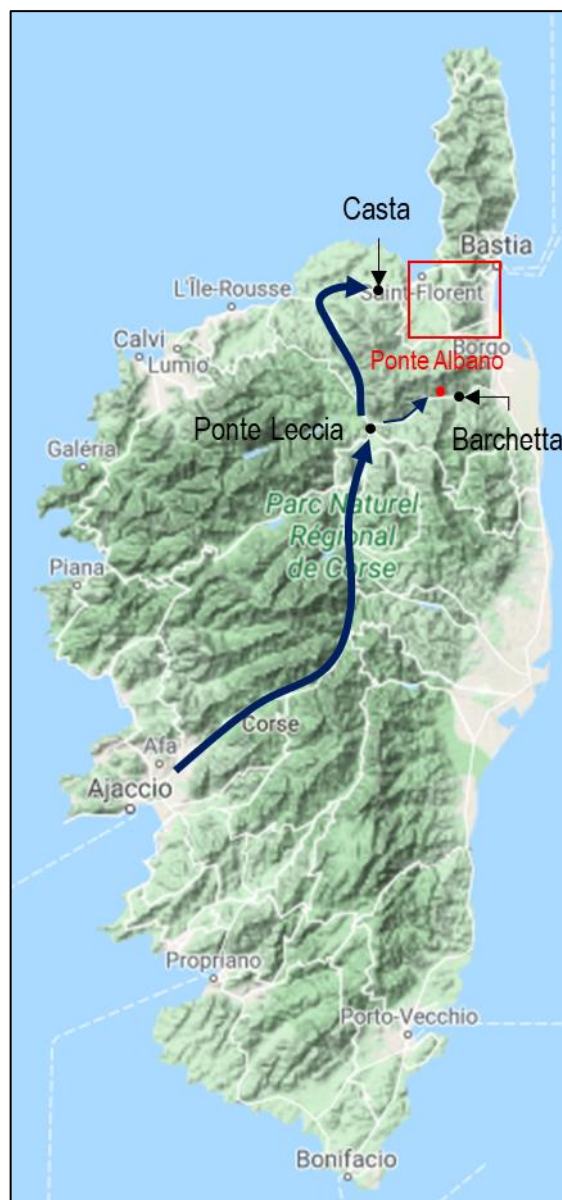 Casta
Bastia
L'Île-Rousse
Saint-Florent
Calvi
Lumio
Borgo
Ponte Albano
Ponte Leccia
Barchetta
Galéria
Parc Naturel
Régional
de Corse
Piana
Corse
Afa
Ajaccio
Propriano
Porto-Vecchio
Bonifacio